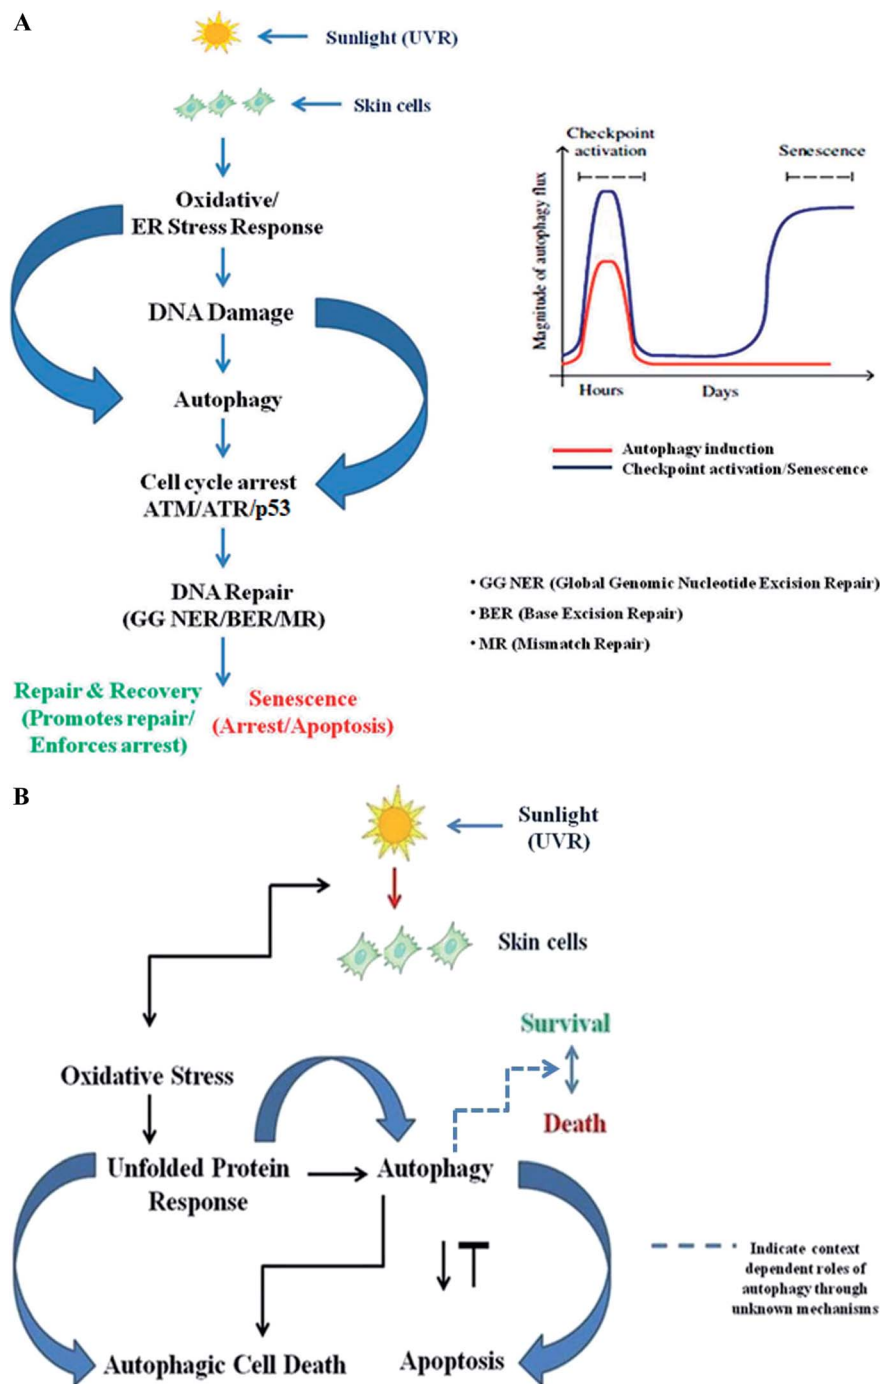 A
Sunlight (UVR)
Skin cells
Oxidative/
ER Stress Response
DNA Damage
Autophagy
Cell cycle arrest
ATM/ATR/p53
DNA Repair
(GG NER/BER/MR)
Repair & Recovery
(Promotes repair/
Enforces arrest)
Senescence
(Arrest/Apoptosis)
Checkpoint
activation
Senescence
Magnitude of autophagy flux
Hours
Days
Autophagy induction
Checkpoint activation/Senescence
• GG NER (Global Genomic Nucleotide Excision Repair)
• BER (Base Excision Repair)
• MR (Mismatch Repair)
B
Sunlight
(UVR)
Skin cells
Survival
Death
Oxidative Stress
Unfolded Protein
Response
Autophagy
Autophagic Cell Death
Apoptosis
Indicate context
dependent roles of
autophagy through
unknown mechanisms